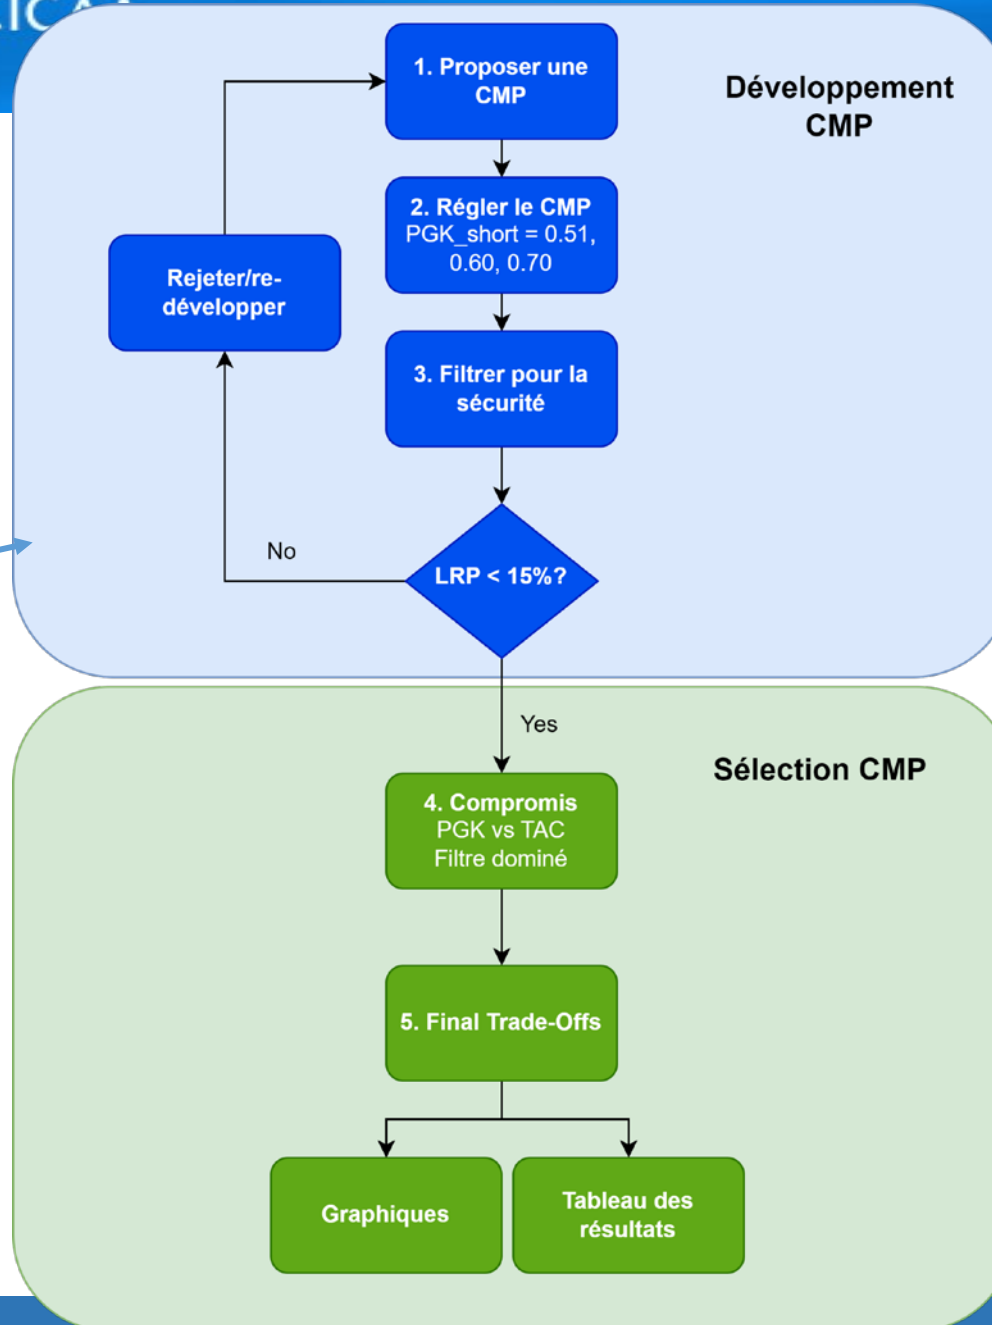 Développement
CMP
1. Proposer une
CMP
2. Régler le CMP
PGK_short = 0.51,
0.60, 0.70
Rejeter/re-
développer
3. Filtrer pour la
sécurité
No
LRP < 15%?
Yes
Sélection CMP
4. Compromis
PGK vs TAC
Filtre dominé
5. Final Trade-Offs
Graphiques
Tableau des
résultats